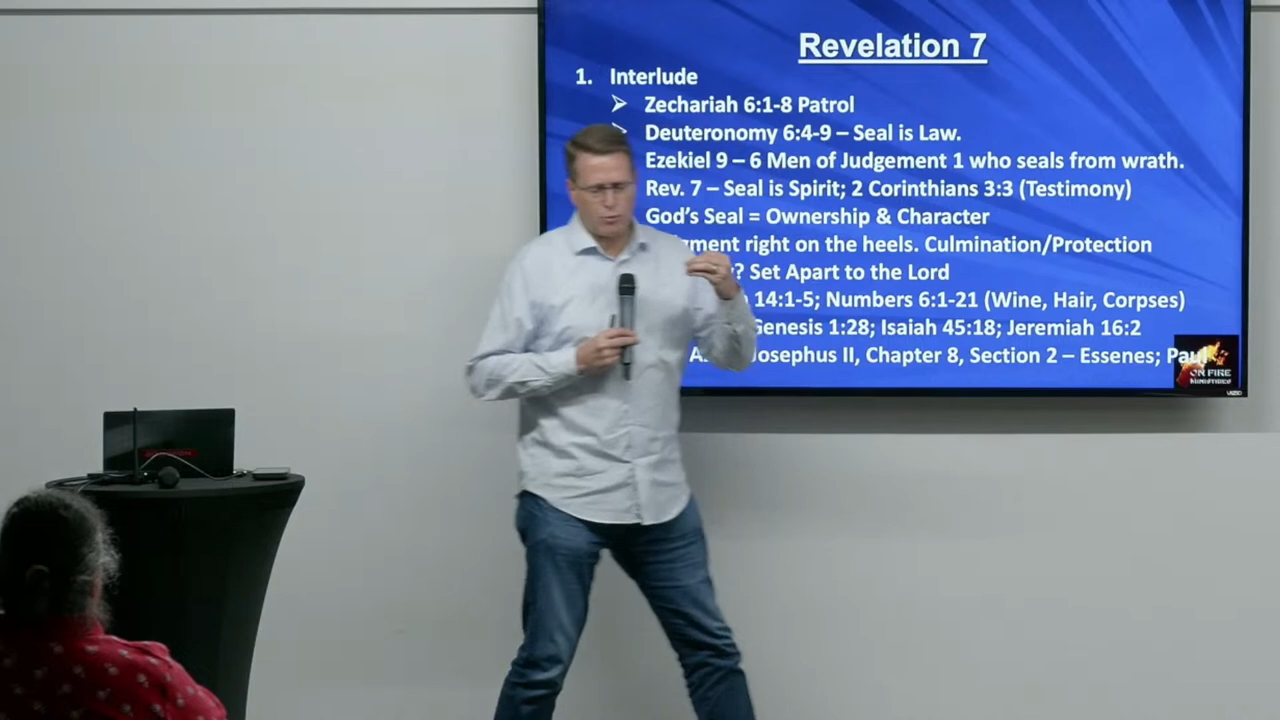 Revelation 7
1. Interlude
➢ Zechariah 6:1-8 Patrol
Deuteronomy 6:4-9 – Seal is Law.
Ezekiel 9 – 6 Men of Judgement 1 who seals from wrath.
Rev. 7 – Seal is Spirit; 2 Corinthians 3:3 (Testimony)
God's Seal = Ownership & Character
right on the heels. Culmination/Protection
Set Apart to the Lord
14:1-5; Numbers 6:1-21 (Wine, Hair, Corpses)
Genesis 1:28; Isaiah 45:18; Jeremiah 16:2
Josephus II, Chapter 8, Section 2 – Essenes; Paul
ON FIRE
MINISTRIES
VIZIO